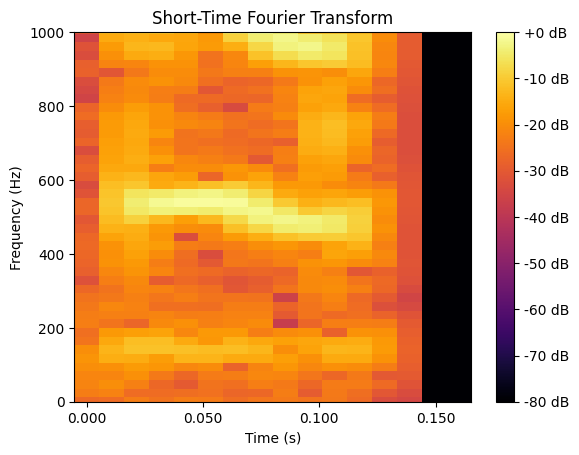 Short-Time Fourier Transform
Frequency (Hz)
1000
800
600
400
200
0
0.000
0.050
0.100
0.150
Time (s)
+0 dB
-10 dB
-20 dB
-30 dB
-40 dB
-50 dB
-60 dB
-70 dB
-80 dB